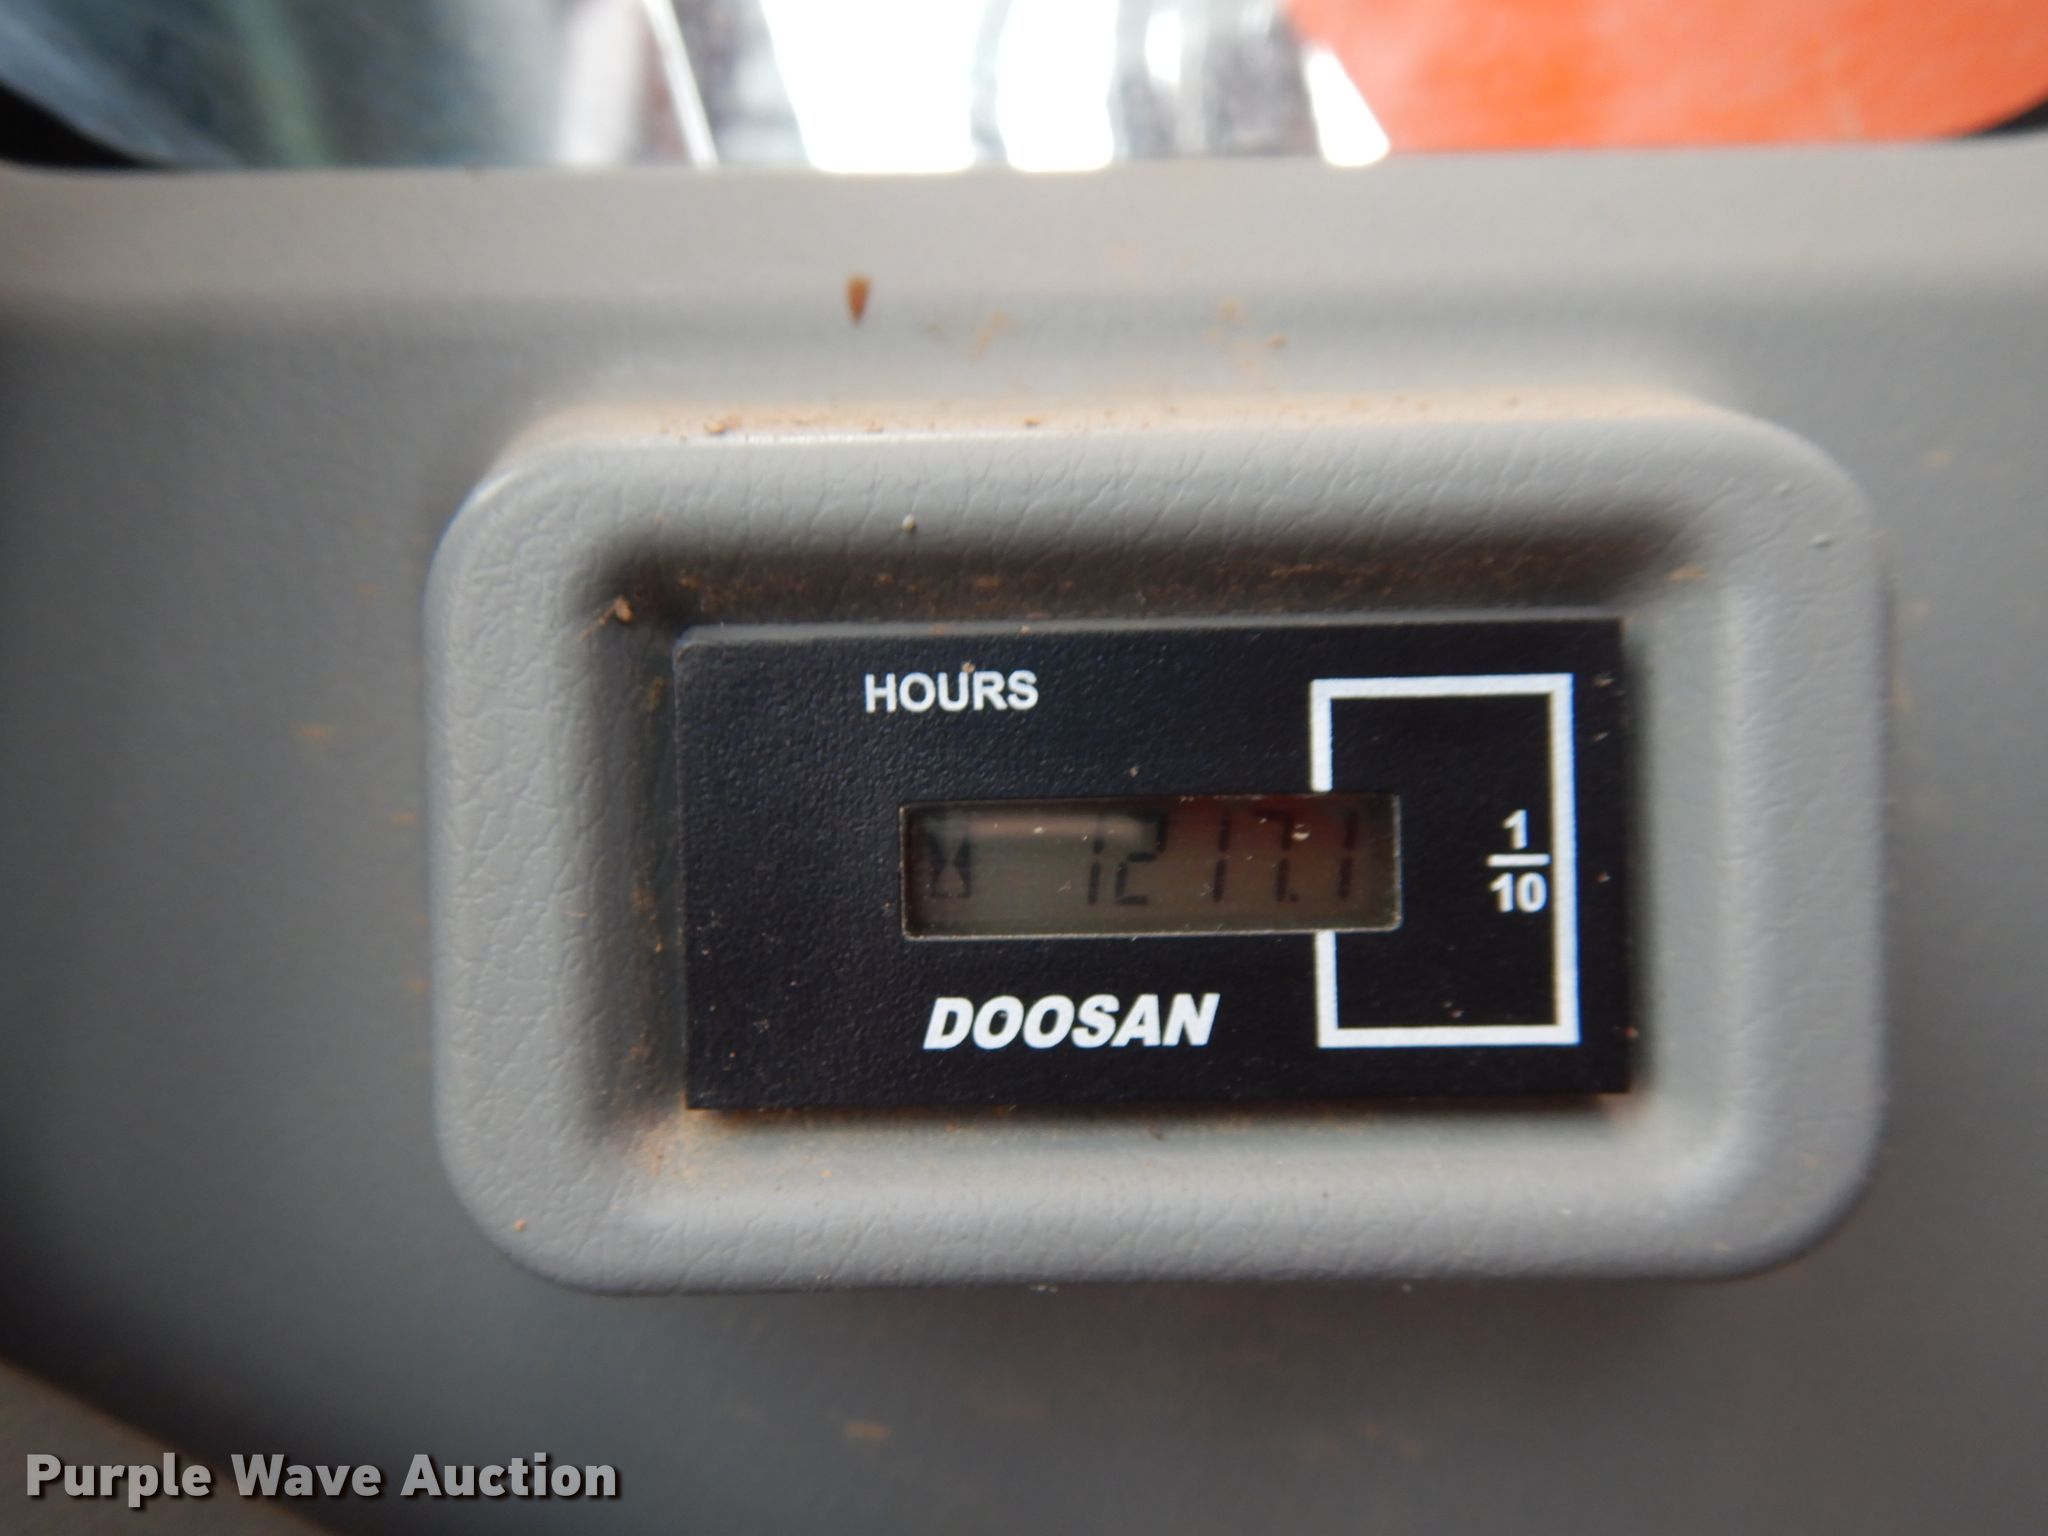 HOURS
1217.1
1
10
DOOSAN
Purple Wave Auction